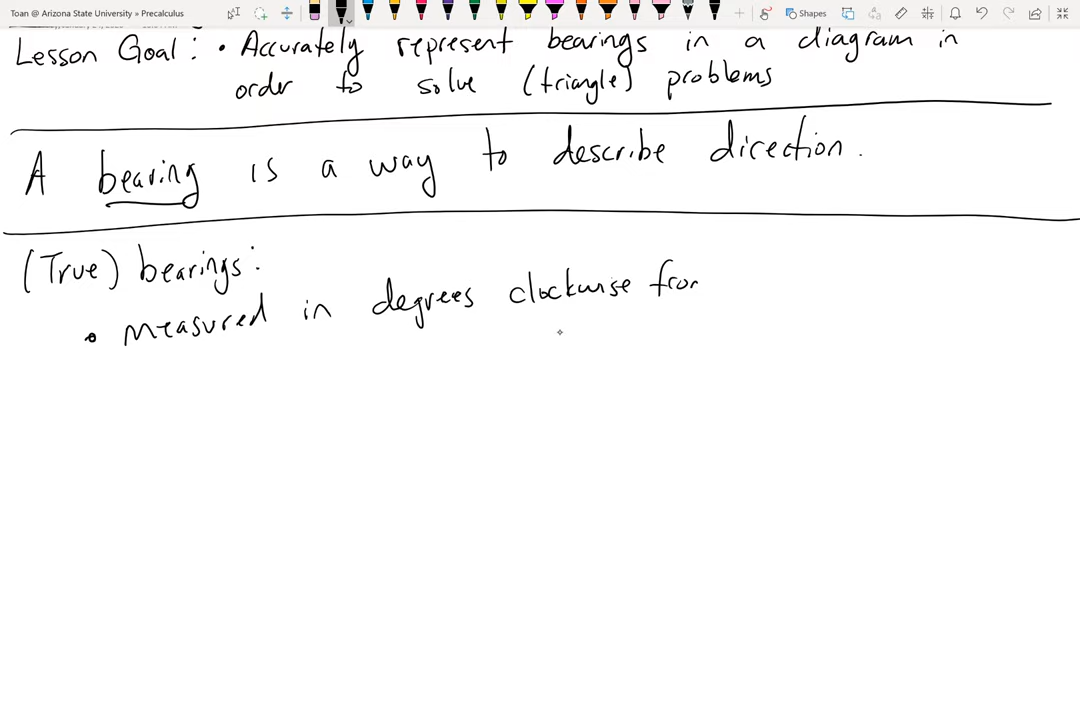 Toan @ Arizona State University » Precalculus
Shapes
Lesson Goal : • Accurately represent bearings in a diagram in
order to solve (triangle) problems
A bearing is a way to describe direction.
(True) bearings:
• measured in degrees clockwise from